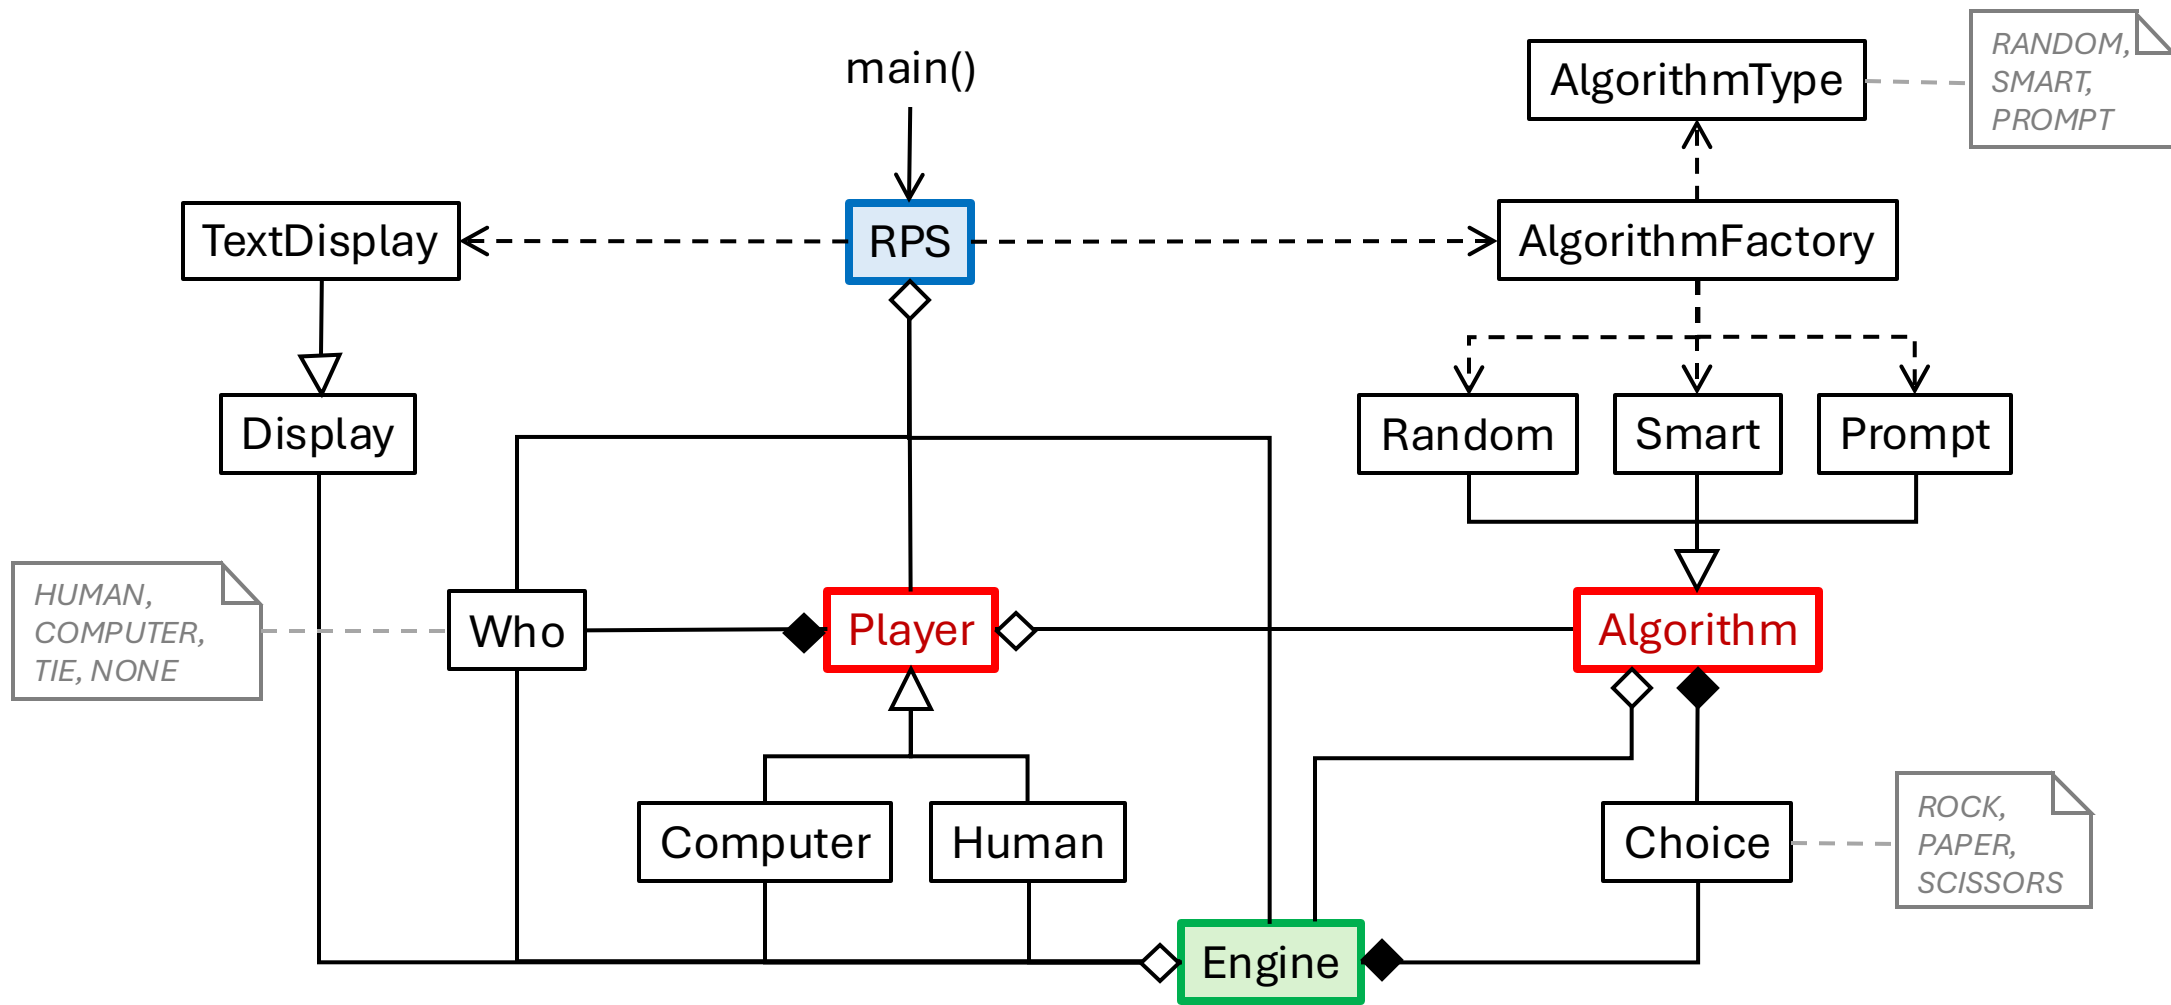 main()
AlgorithmType
RANDOM,
SMART,
PROMPT
TextDisplay
RPS
AlgorithmFactory
Display
Random
Smart
Prompt
HUMAN,
COMPUTER,
TIE, NONE
Who
Player
Algorithm
Computer
Human
Choice
ROCK,
PAPER,
SCISSORS
Engine